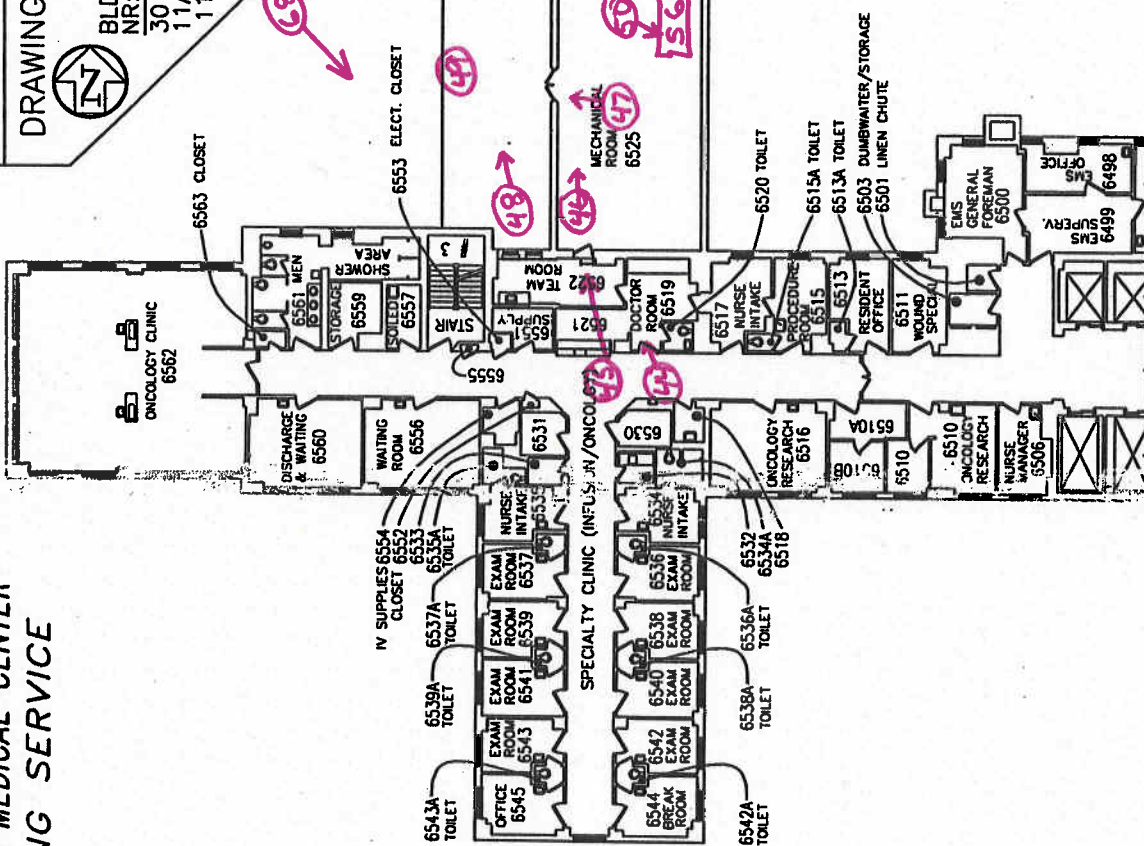 DRAWING
N
BLD
NRS
30
11/
11
MEDICAL CENTER
NG SERVICE
68
49
48
46
47
50
56
45
44
6563 CLOSET
6553 ELECT. CLOSET
MECHANICAL
ROOM
6525
6520 TOILET
6515A TOILET
6513A TOILET
6503 DUMBWAITER/STORAGE
6501 LINEN CHUTE
ONCOLOGY CLINIC
6562
MEN
6561
SHOWER
AREA
STORAGE
6559
SOILED
6557
STAIR
# 3
6555
SUPPLY
TEAM
ROOM
6522
6521
DOCTOR
ROOM
6519
6517
NURSE
INTAKE
PROCEDURE
ROOM
6515
6513
RESIDENT
OFFICE
6511
WOUND
SPECIAL
EMS
GENERAL
FOREMAN
6500
EMS
OFFICE
6498
EMS
SUPERV.
6499
DISCHARGE
& WAITING
6560
WAITING
ROOM
6556
6531
6530
ONCOLOGY
RESEARCH
6516
6510A
6510B
6510
6510
ONCOLOGY
RESEARCH
NURSE
MANAGER
6506
SPECIALTY CLINIC (INFUSION/ONCOLOGY)
NURSE
INTAKE
6535
EXAM
ROOM
6537
EXAM
ROOM
6539
EXAM
ROOM
6541
EXAM
ROOM
6543
OFFICE
6545
6534
NURSE
INTAKE
6536
EXAM
ROOM
6538
EXAM
ROOM
6540
EXAM
ROOM
6542
EXAM
ROOM
6544
BREAK
ROOM
IV SUPPLIES 6554
CLOSET 6552
6533
6535A
TOILET
6537A
TOILET
6539A
TOILET
6543A
TOILET
6532
6534A
6518
6536A
TOILET
6538A
TOILET
6542A
TOILET